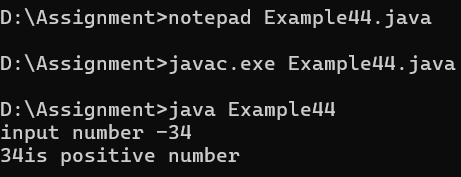 D:\Assignment>notepad Example44.java
D:\Assignment>javac.exe Example44.java
D:\Assignment>java Example44
input number -34
34is positive number